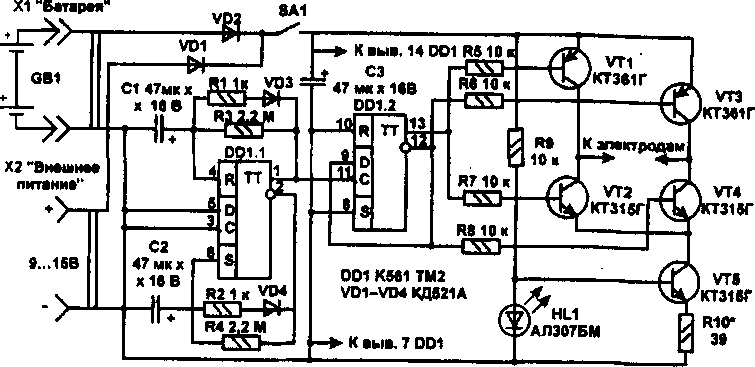 X1 "Батарея"
VD2
SA1
VD1
К выв. 14 DD1
R5 10 к
VT1
КТ361Г
GB1
C1 47мк х
х 16 В
R1 1к
VD3
C3
47 мк х 16В
R6 10 к
VT3
КТ361Г
R3 2,2 М
DD1.2
10
R
TT
13
12
9
D
11
C
8
S
R9
10 к
К электродам
X2 "Внешнее
питание"
DD1.1
4
R
TT
1
2
5
D
3
C
6
S
R7 10 к
VT2
КТ315Г
VT4
КТ315Г
+
9...15В
-
C2
47 мк х
х 16 В
R8 10 к
DD1 К561 ТМ2
VD1–VD4 КД521А
R2 1 к
VD4
R4 2,2 М
HL1
АЛ307БМ
VT5
КТ315Г
R10*
39
К выв. 7 DD1